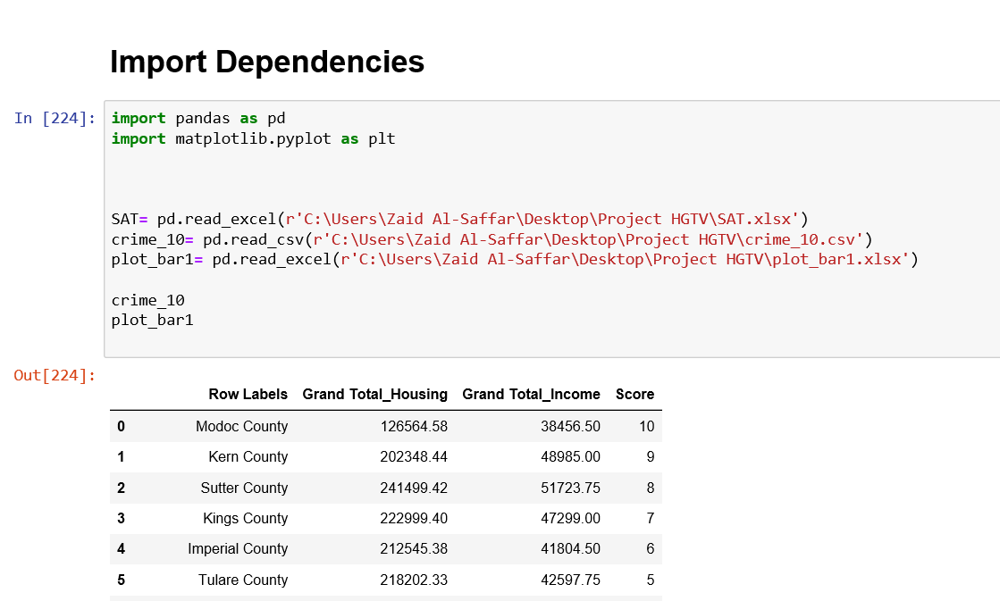 Import Dependencies
In [224]: import pandas as pd
import matplotlib.pyplot as plt
SAT= pd.read_excel(r'C:\Users\Zaid Al-Saffar\Desktop\Project HGTV\SAT.xlsx')
crime_10= pd.read_csv(r'C:\Users\Zaid Al-Saffar\Desktop\Project HGTV\crime_10.csv')
plot_bar1= pd.read_excel(r'C:\Users\Zaid Al-Saffar\Desktop\Project HGTV\plot_bar1.xlsx')
crime_10
plot_bar1
Out[224]:
Row Labels Grand Total_Housing Grand Total_Income Score
0 Modoc County 126564.58 38456.50 10
1 Kern County 202348.44 48985.00 9
2 Sutter County 241499.42 51723.75 8
3 Kings County 222999.40 47299.00 7
4 Imperial County 212545.38 41804.50 6
5 Tulare County 218202.33 42597.75 5